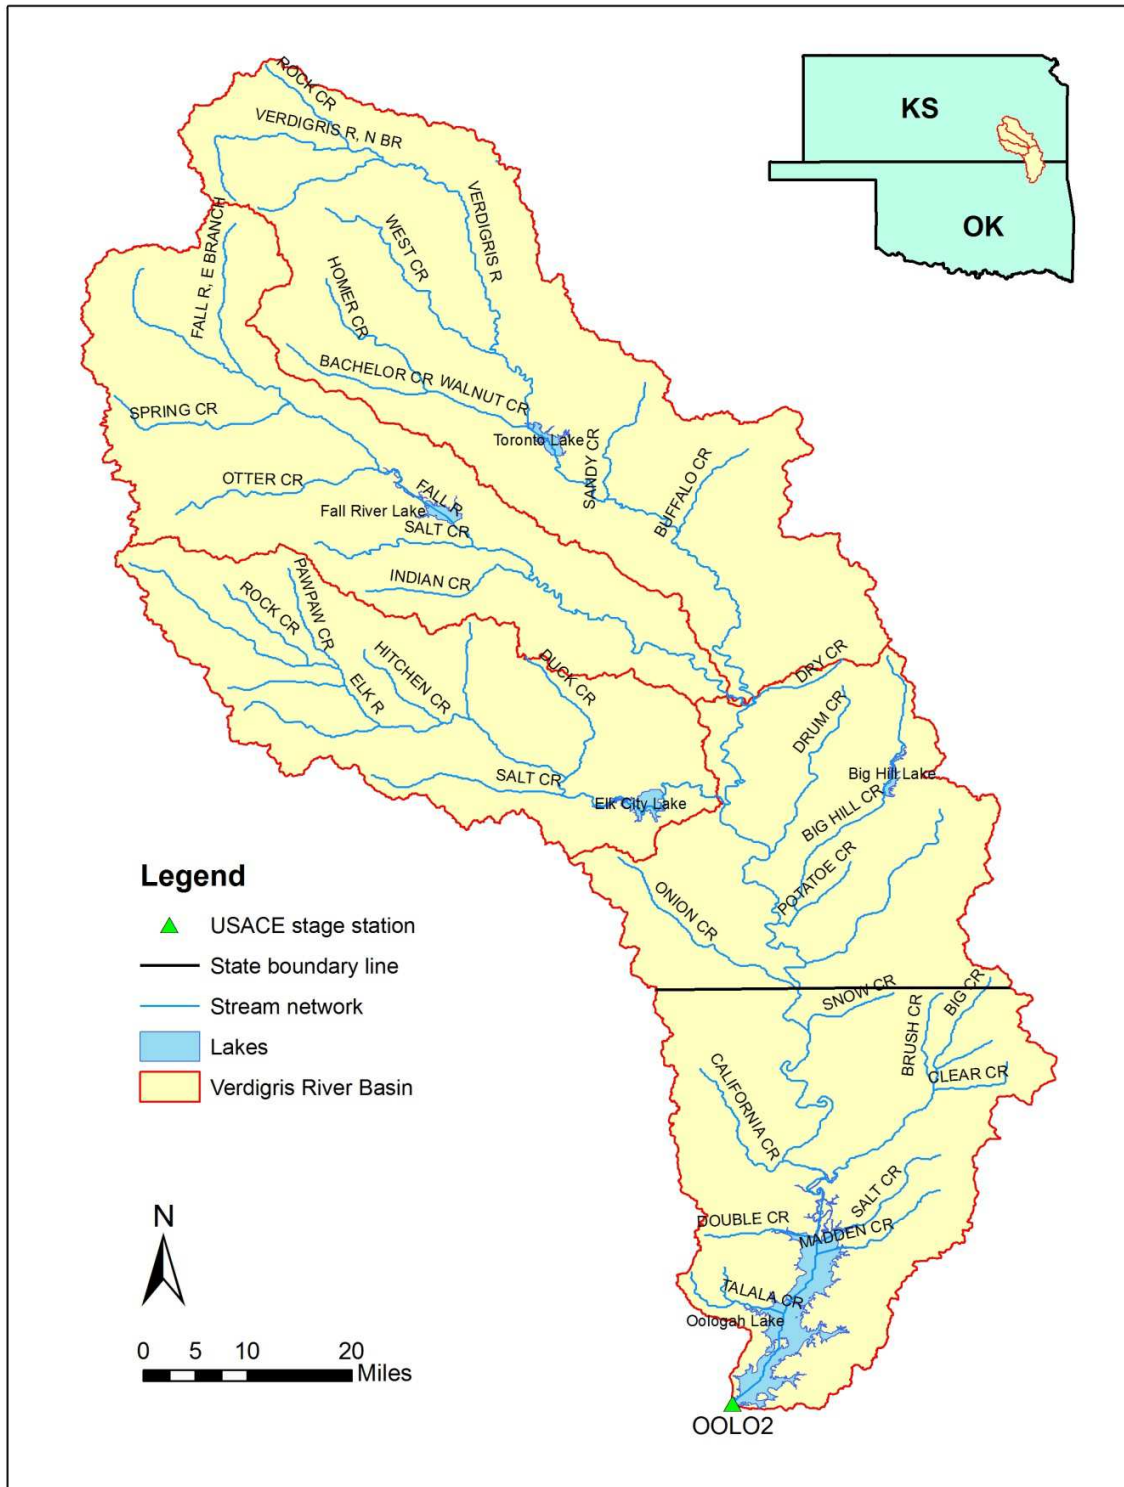 ROCK CR
VERDIGRIS R, N BR
KS
OK
VERDIGRIS R
WEST CR
FALL R, E BRANCH
HOMER CR
BACHELOR CR
WALNUT CR
SPRING CR
Toronto Lake
SANDY CR
BUFFALO CR
OTTER CR
FALL R
Fall River Lake
SALT CR
INDIAN CR
PAWPAW CR
ROCK CR
HITCHEN CR
ELK R
DUCK CR
DRY CR
DRUM CR
SALT CR
Elk City Lake
Big Hill Lake
BIG HILL CR
POTATOE CR
ONION CR
Legend
USACE stage station
State boundary line
Stream network
Lakes
Verdigris River Basin
SNOW CR
BRUSH CR
BIG CR
CLEAR CR
CALIFORNIA CR
SALT CR
DOUBLE CR
MADDEN CR
TALALA CR
Oologah Lake
N
0 5 10 20
Miles
OOLO2